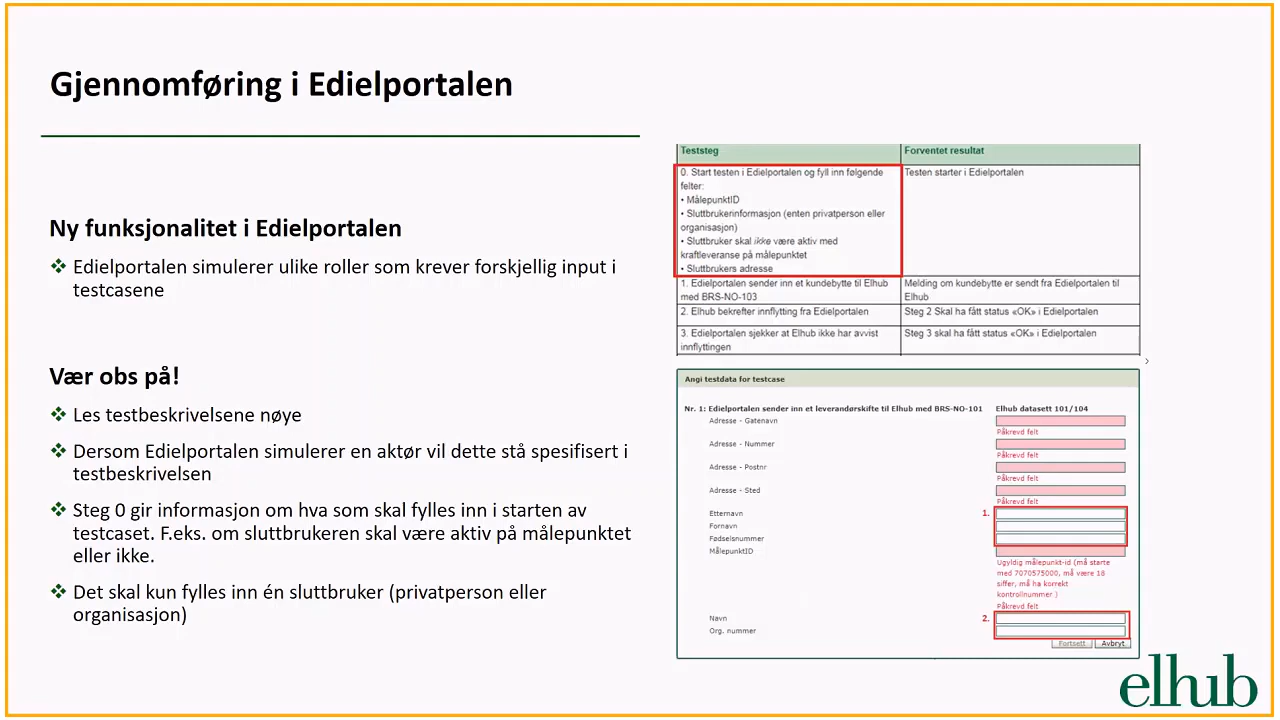 Gjennomføring i Edielportalen
Ny funksjonalitet i Edielportalen
❖ Edielportalen simulerer ulike roller som krever forskjellig input i
testcasene
Vær obs på!
❖ Les testbeskrivelsene nøye
❖ Dersom Edielportalen simulerer en aktør vil dette stå spesifisert i
testbeskrivelsen
❖ Steg 0 gir informasjon om hva som skal fylles inn i starten av
testcaset. F.eks. om sluttbrukeren skal være aktiv på målepunktet
eller ikke.
❖ Det skal kun fylles inn én sluttbruker (privatperson eller
organisasjon)
Teststeg Forventet resultat
0. Start testen i Edielportalen og fyll inn følgende Testen starter i Edielportalen
felter:
• MålepunktID
• Sluttbrukerinformasjon (enten privatperson eller
organisasjon)
• Sluttbruker skal ikke være aktiv med
kraftleveranse på målepunktet
• Sluttbrukers adresse
1. Edielportalen sender inn et kundebytte til Elhub Melding om kundebytte er sendt fra Edielportalen til
med BRS-NO-103 Elhub
2. Elhub bekrefter innflytting fra Edielportalen Steg 2 Skal ha fått status «OK» i Edielportalen
3. Edielportalen sjekker at Elhub ikke har avvist Steg 3 skal ha fått status «OK» i Edielportalen
innflyttingen
Angi testdata for testcase
Nr. 1: Edielportalen sender inn et leverandørskifte til Elhub med BRS-NO-101 Elhub datasett 101/104
Adresse - Gatenavn
Påkrevd felt
Adresse - Nummer
Påkrevd felt
Adresse - Postnr
Påkrevd felt
Adresse - Sted
Påkrevd felt
Etternavn 1.
Fornavn
Fødselsnummer
MålepunktID
Ugyldig målepunkt-id (må starte
med 7070575000, må være 18
siffer, må ha korrekt
kontrollnummer )
Påkrevd felt
Navn 2.
Org. nummer
Fortsett Avbryt
elhub